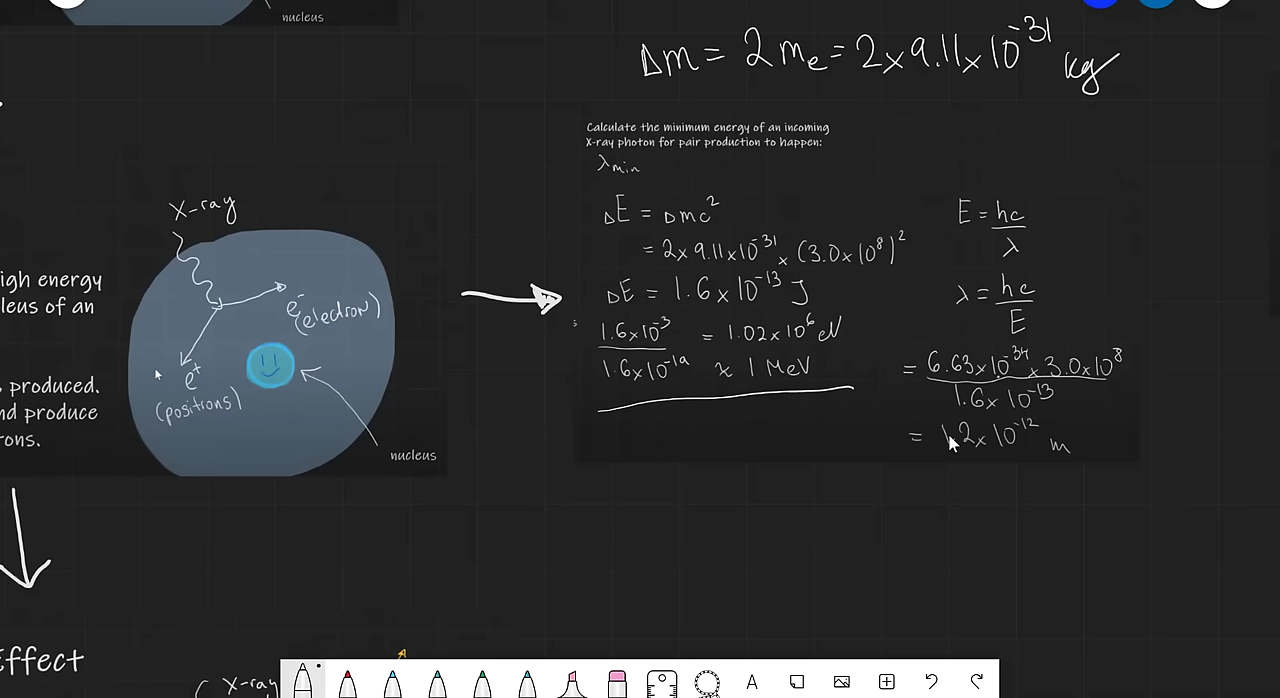 nucleus
Δm = 2me = 2×9.11×10⁻³¹ kg
Calculate the minimum energy of an incoming
X-ray photon for pair production to happen:
λmin
ΔE = Δmc²
= 2×9.11×10⁻³¹ × (3.0×10⁸)²
ΔE = 1.6×10⁻¹³ J
1.6×10⁻³ = 1.02×10⁶ eV
1.6×10⁻¹⁹ ≈ 1 MeV
E = hc
λ
λ = hc
E
= 6.63×10⁻³⁴ × 3.0×10⁸
1.6×10⁻¹³
= 1.2×10⁻¹² m
X-ray
e⁻
(electron)
e⁺
(positrons)
nucleus
igh energy
leus of an
produced.
nd produce
rons.
Effect
X-ray
A